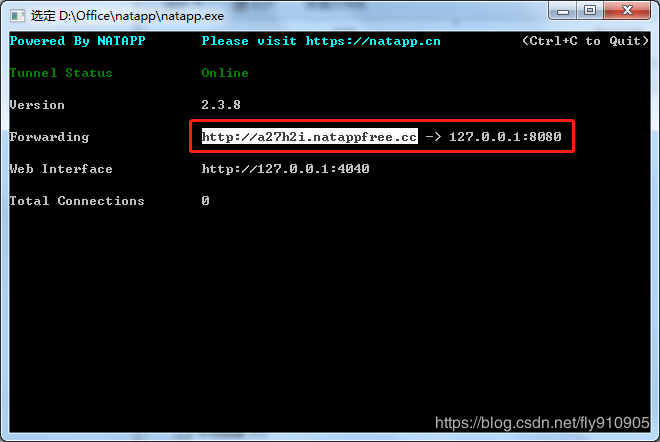 选定 D:\Office\natapp\natapp.exe
Powered By NATAPP Please visit https://natapp.cn (Ctrl+C to Quit)
Tunnel Status Online
Version 2.3.8
Forwarding http://a27h2i.natappfree.cc -> 127.0.0.1:8080
Web Interface http://127.0.0.1:4040
Total Connections 0
https://blog.csdn.net/fly910905